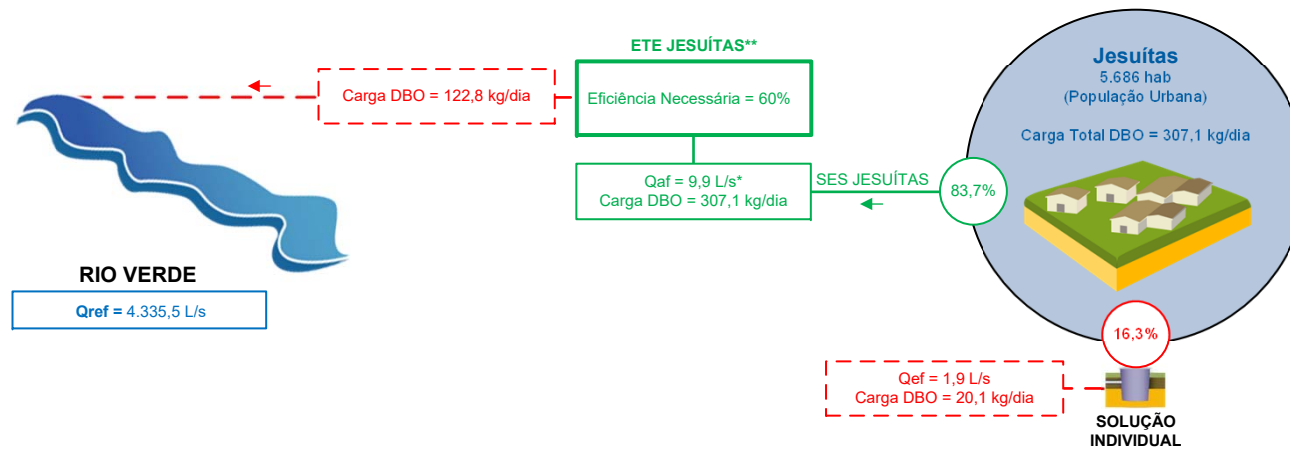 ETE JESUÍTAS**
Eficiência Necessária = 60%
Carga DBO = 122,8 kg/dia
Qaf = 9,9 L/s*
Carga DBO = 307,1 kg/dia
SES JESUÍTAS
83,7%
Jesuítas
5.686 hab
(População Urbana)
Carga Total DBO = 307,1 kg/dia
RIO VERDE
Qref = 4.335,5 L/s
16,3%
Qef = 1,9 L/s
Carga DBO = 20,1 kg/dia
SOLUÇÃO
INDIVIDUAL